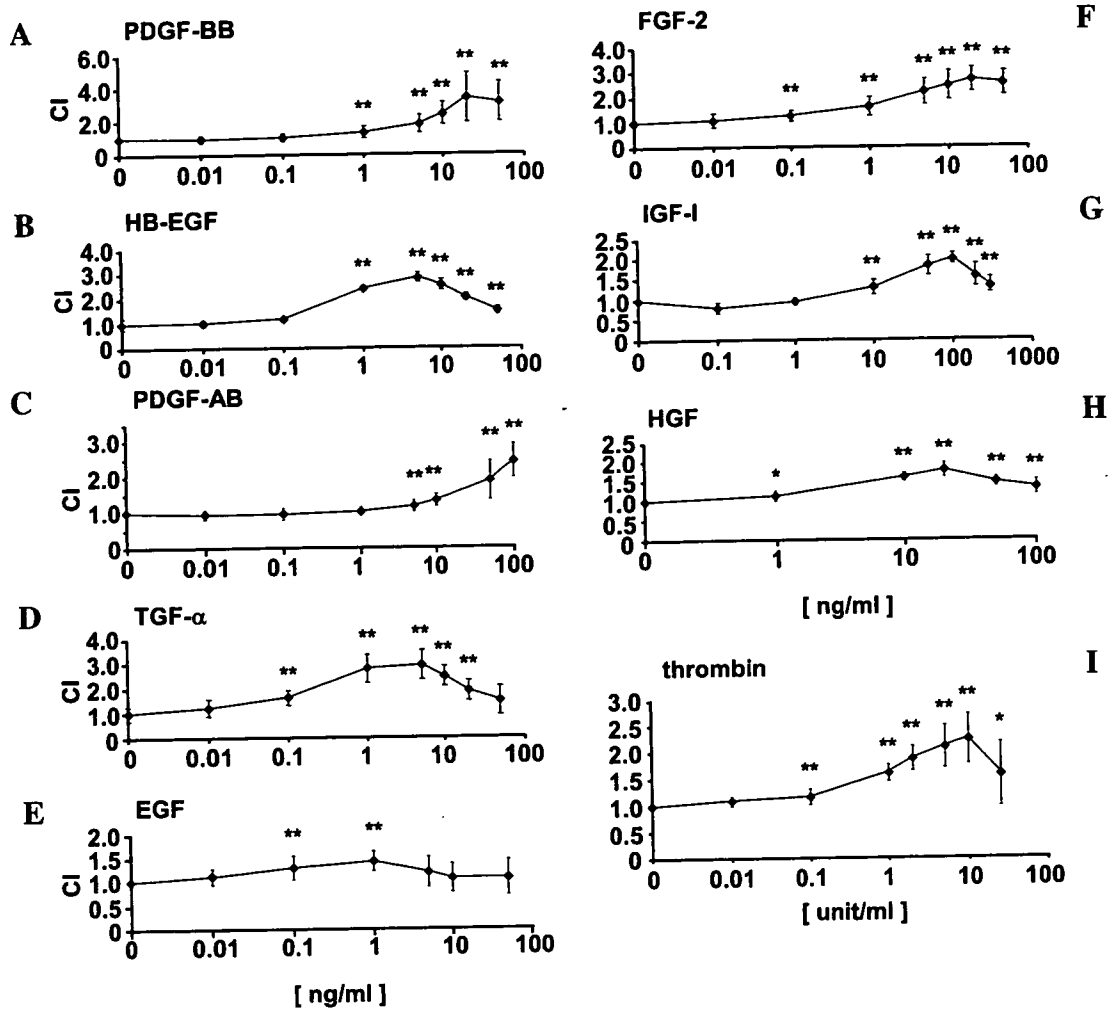 A
PDGF-BB
CI
6.0
4.0
2.0
0
** ** ** ** **
0 0.01 0.1 1 10 100
B
HB-EGF
CI
4.0
3.0
2.0
1.0
0
** ** ** ** **
0 0.01 0.1 1 10 100
C
PDGF-AB
CI
3.0
2.0
1.0
0
** ** ** **
0 0.01 0.1 1 10 100
D
TGF-α
CI
4.0
3.0
2.0
1.0
0
** ** ** ** **
0 0.01 0.1 1 10 100
E
EGF
CI
2.0
1.5
1.0
0.5
0
** **
0 0.01 0.1 1 10 100
[ ng/ml ]
F
FGF-2
4.0
3.0
2.0
1.0
0
** ** ** ** ** **
0 0.01 0.1 1 10 100
G
IGF-I
2.5
2.0
1.5
1.0
0.5
0
** ** ** ** **
0 0.1 1 10 100 1000
H
HGF
2.5
2.0
1.5
1.0
0.5
0
* ** ** ** **
0 1 10 100
[ ng/ml ]
I
thrombin
3.0
2.5
2.0
1.5
1.0
0.5
0
** ** ** ** ** *
0 0.01 0.1 1 10 100
[ unit/ml ]